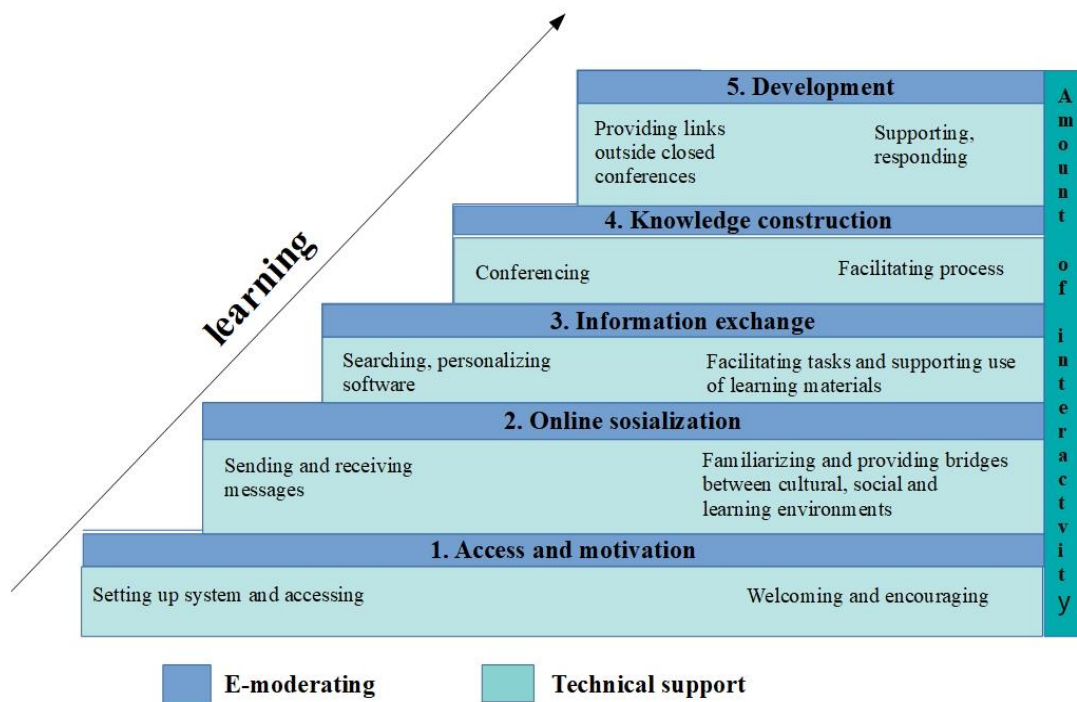 5. Development
Providing links
outside closed
conferences
Supporting,
responding
4. Knowledge construction
Conferencing
Facilitating process
3. Information exchange
Searching, personalizing
software
Facilitating tasks and supporting use
of learning materials
2. Online sosialization
Sending and receiving
messages
Familiarizing and providing bridges
between cultural, social and
learning environments
1. Access and motivation
Setting up system and accessing
Welcoming and encouraging
learning
Amount of interactvity
E-moderating
Technical support